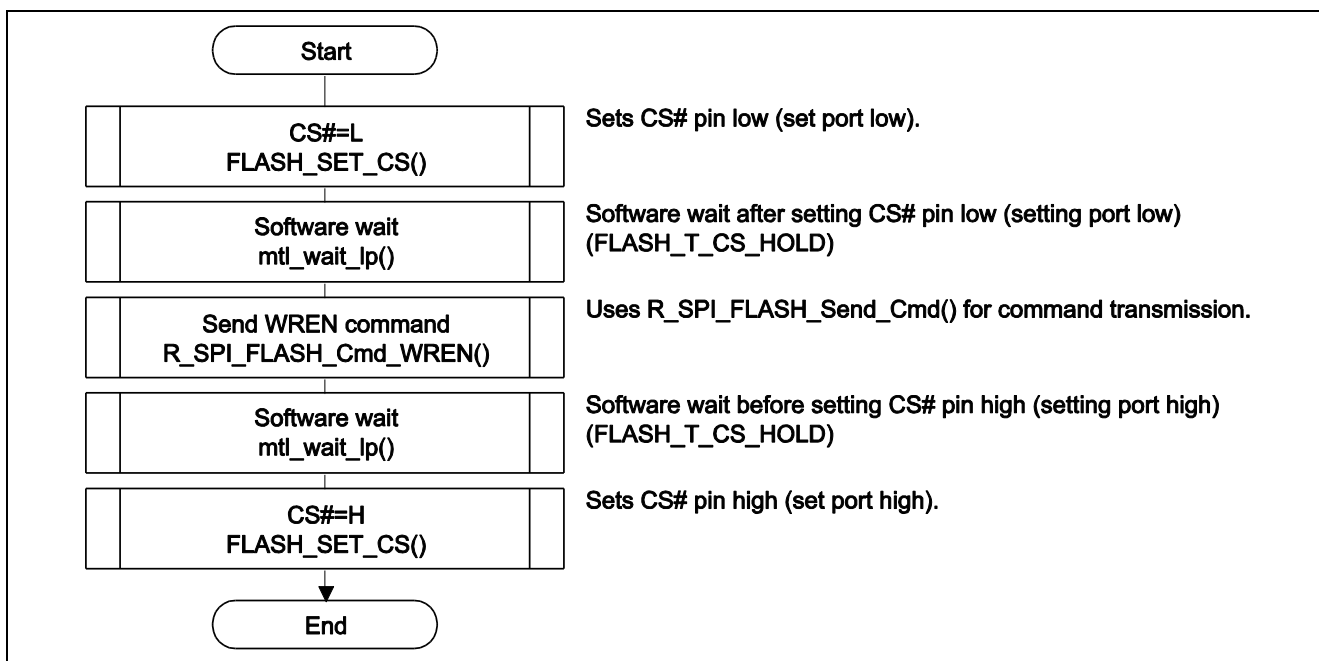 Start
CS#=L
FLASH_SET_CS()
Sets CS# pin low (set port low).
Software wait
mtl_wait_lp()
Software wait after setting CS# pin low (setting port low)
(FLASH_T_CS_HOLD)
Send WREN command
R_SPI_FLASH_Cmd_WREN()
Uses R_SPI_FLASH_Send_Cmd() for command transmission.
Software wait
mtl_wait_lp()
Software wait before setting CS# pin high (setting port high)
(FLASH_T_CS_HOLD)
CS#=H
FLASH_SET_CS()
Sets CS# pin high (set port high).
End